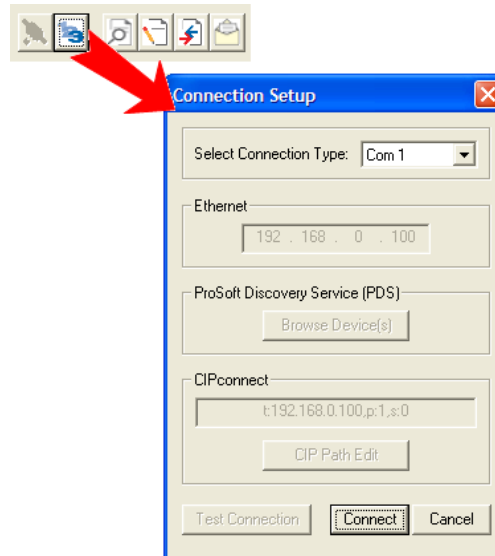 Connection Setup
Select Connection Type: Com 1
Ethernet
192 . 168 . 0 . 100
ProSoft Discovery Service (PDS)
Browse Device(s)
CIPconnect
t:192.168.0.100,p:1,s:0
CIP Path Edit
Test Connection Connect Cancel